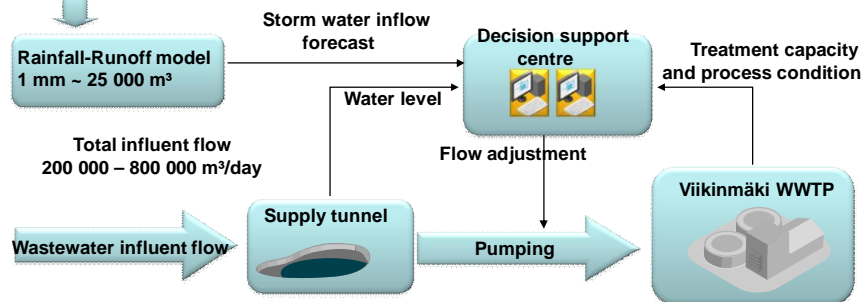 Storm water inflow
forecast
Rainfall-Runoff model
1 mm ~ 25 000 m³
Decision support
centre
Treatment capacity
and process condition
Water level
Total influent flow
200 000 – 800 000 m³/day
Flow adjustment
Wastewater influent flow
Supply tunnel
Pumping
Viikinmäki WWTP